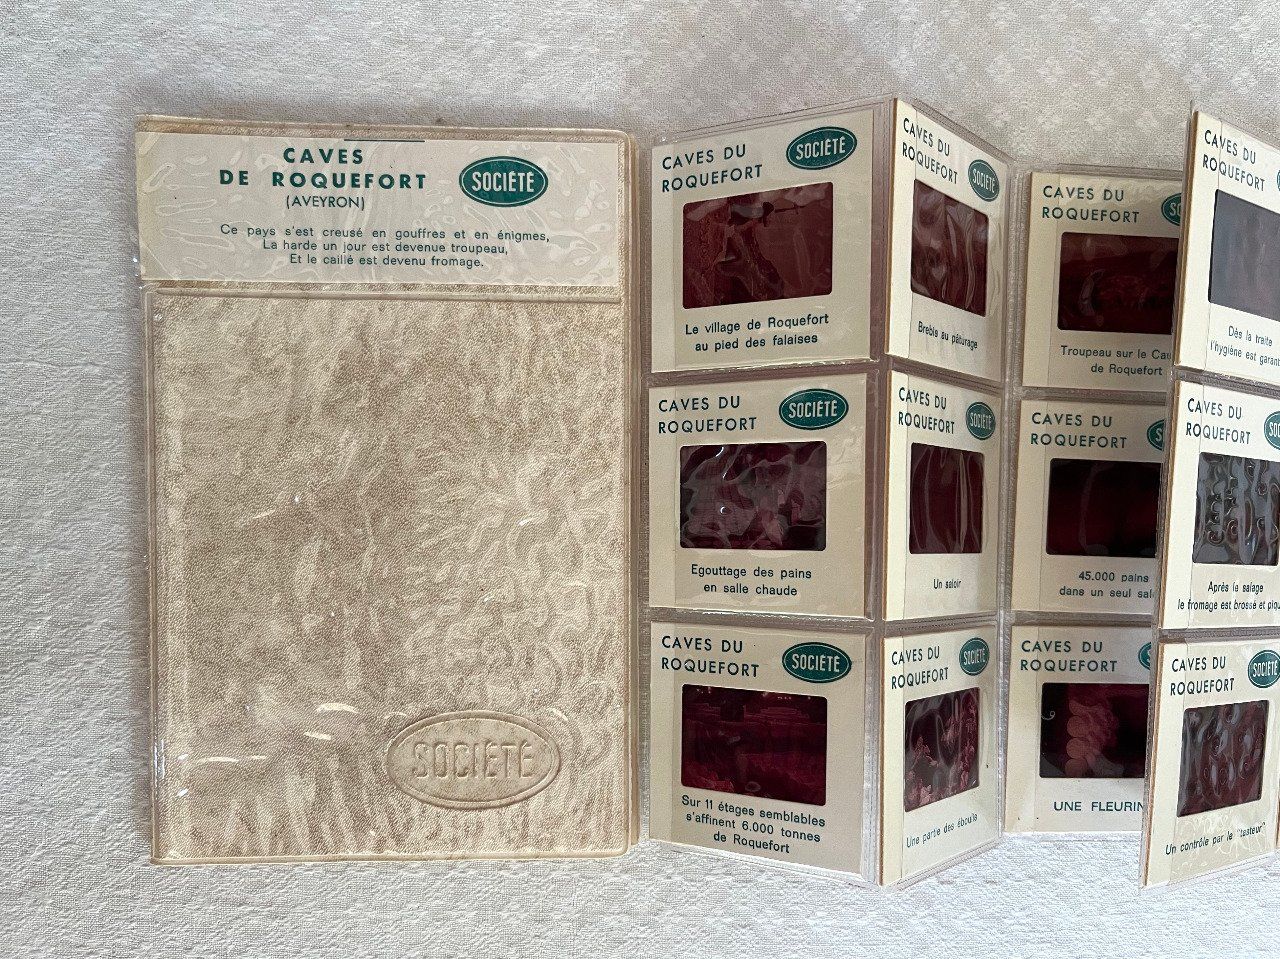 CAVES
DE ROQUEFORT
(AVEYRON)
SOCIÉTÉ
Ce pays s'est creusé en gouffres et en énigmes,
La harde un jour est devenue troupeau,
Et le caillé est devenu fromage.
SOCIÉTÉ
CAVES DU
ROQUEFORT
SOCIÉTÉ
Le village de Roquefort
au pied des falaises
CAVES DU
ROQUEFORT
SOCIÉTÉ
Brebis au pâturage
CAVES DU
ROQUEFORT
Troupeau sur le
de Roquefort
CAVES DU
ROQUEFORT
Dès la traite
l'hygiène est
CAVES DU
ROQUEFORT
SOCIÉTÉ
Egouttage des pains
en salle chaude
CAVES DU
ROQUEFORT
SOCIÉTÉ
Un saloir
CAVES DU
ROQUEFORT
45.000 pains
dans un seul
CAVES DU
ROQUEFORT
Après le salage
le fromage est brossé et
CAVES DU
ROQUEFORT
SOCIÉTÉ
Sur 11 étages semblables
s'affinent 6.000 tonnes
de Roquefort
CAVES DU
ROQUEFORT
SOCIÉTÉ
Une partie des éboulis
CAVES DU
ROQUEFORT
UNE FLEURIN
CAVES DU
ROQUEFORT
SOCIÉTÉ
Un contrôle par le "tasteur"